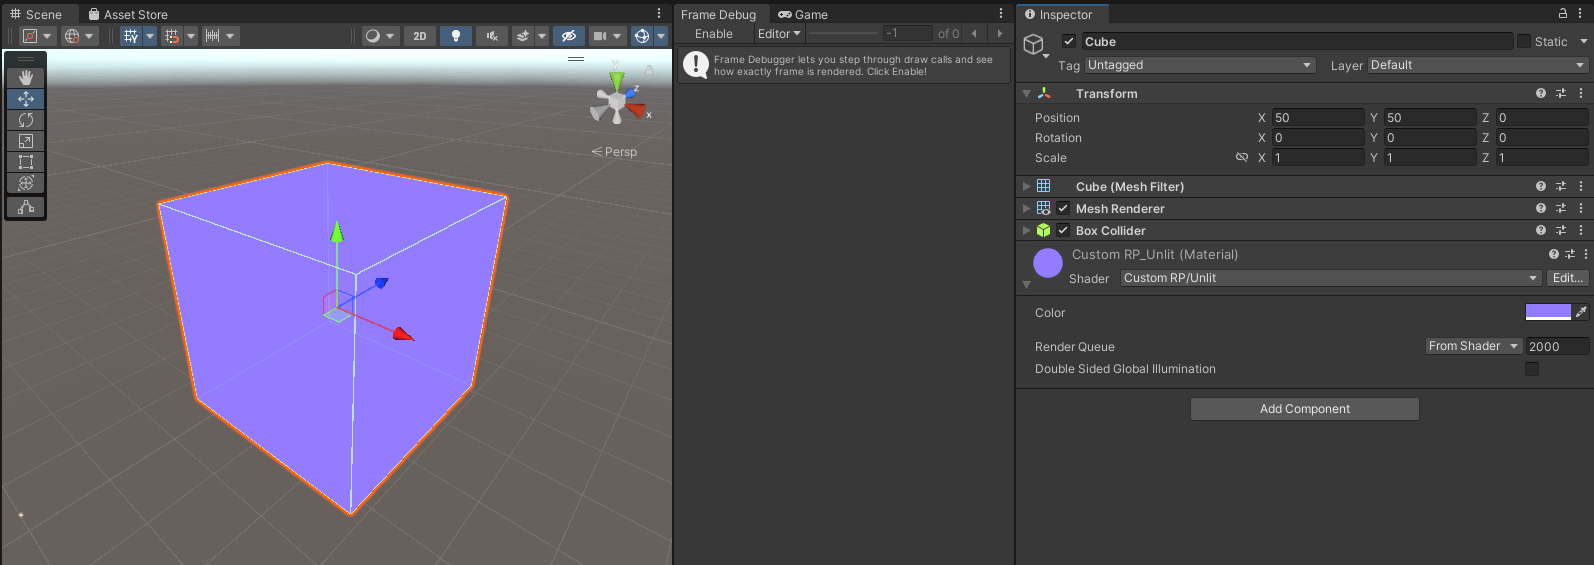 Scene
Asset Store
2D
Y
z
x
Persp
Frame Debug
Game
Enable
Editor
-1
of 0
Frame Debugger lets you step through draw calls and see
how exactly frame is rendered. Click Enable!
Inspector
Cube
Static
Tag
Untagged
Layer
Default
Transform
Position
X 50
Y 50
Z 0
Rotation
X 0
Y 0
Z 0
Scale
X 1
Y 1
Z 1
Cube (Mesh Filter)
Mesh Renderer
Box Collider
Custom RP_Unlit (Material)
Shader
Custom RP/Unlit
Edit...
Color
Render Queue
From Shader
2000
Double Sided Global Illumination
Add Component